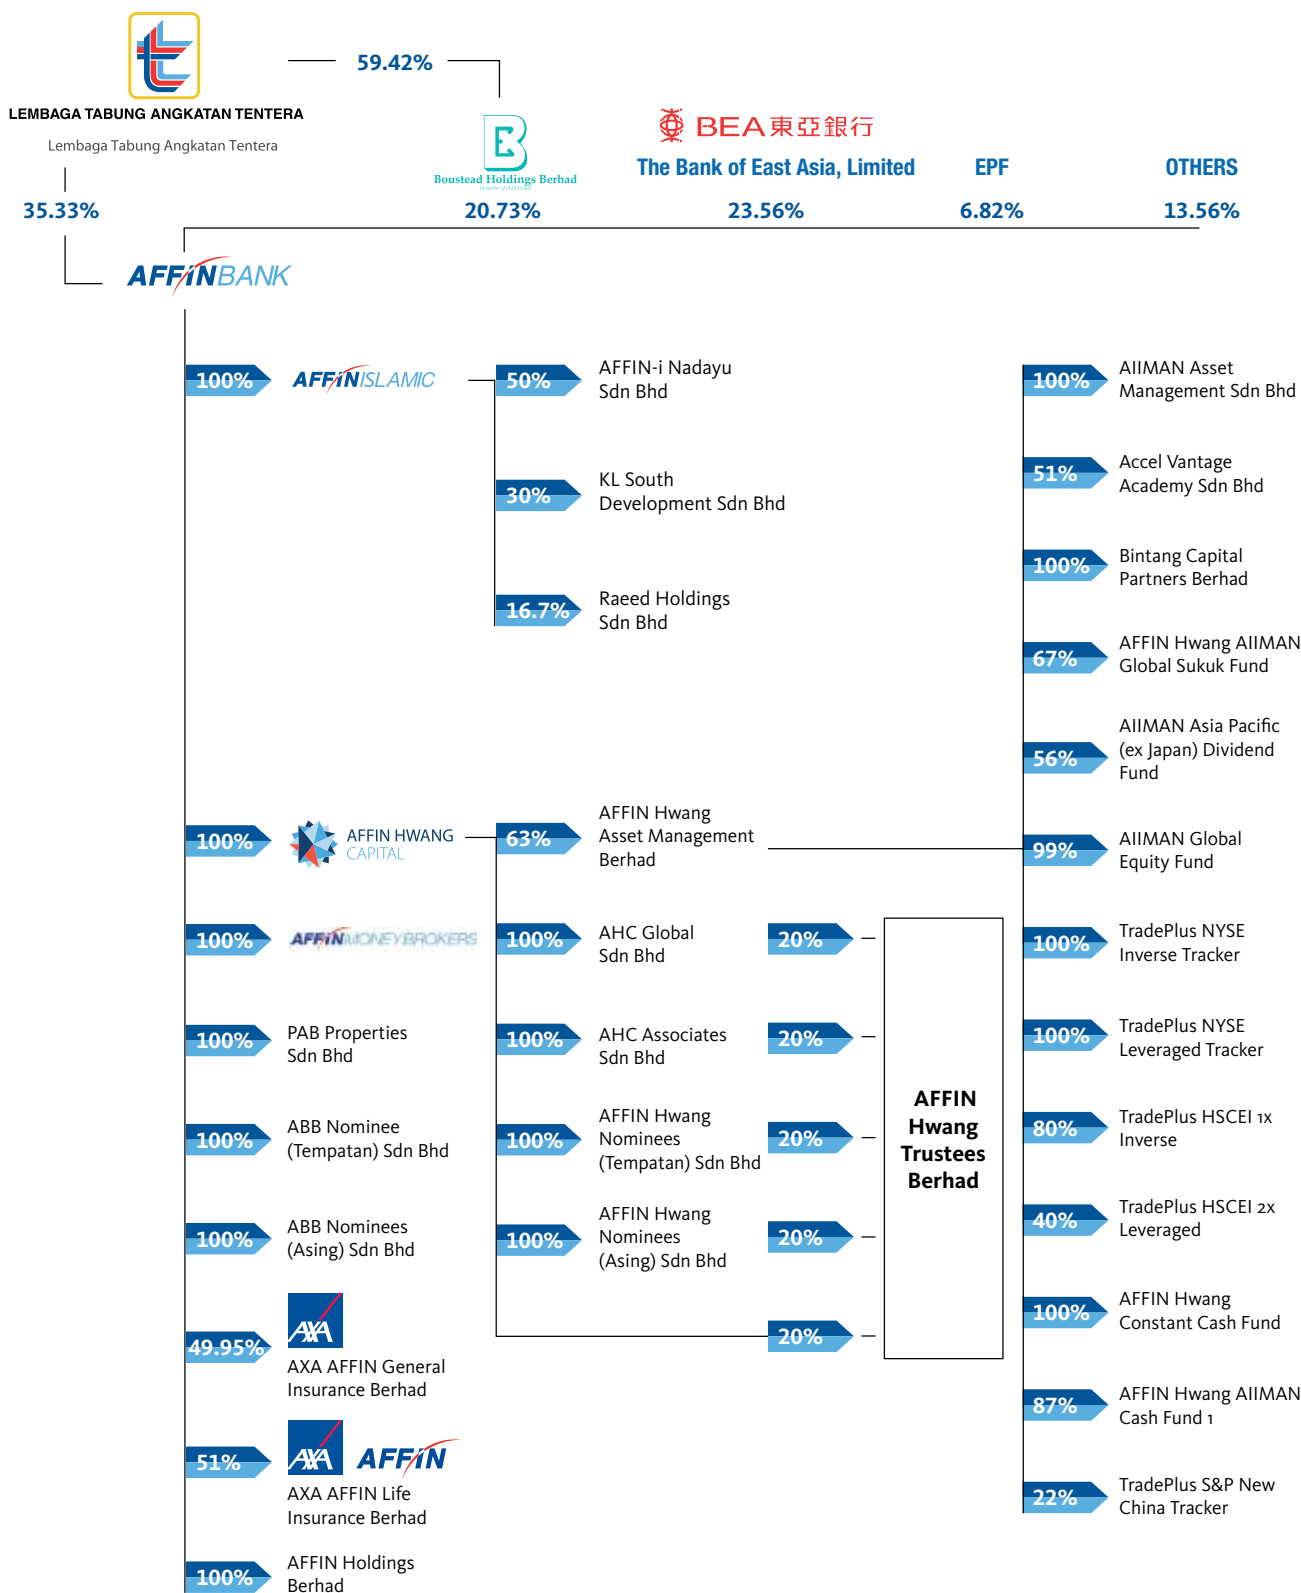 59.42%
LEMBAGA TABUNG ANGKATAN TENTERA
Lembaga Tabung Angkatan Tentera
Boustead Holdings Berhad
BEA東亞銀行
The Bank of East Asia, Limited
EPF
OTHERS
35.33%
20.73%
23.56%
6.82%
13.56%
AFFINBANK
100%
AFFINISLAMIC
50%
AFFIN-i Nadayu
Sdn Bhd
30%
KL South
Development Sdn Bhd
16.7%
Raeed Holdings
Sdn Bhd
100%
AFFIN HWANG
CAPITAL
63%
AFFIN Hwang
Asset Management
Berhad
100%
AIIMAN Asset
Management Sdn Bhd
51%
Accel Vantage
Academy Sdn Bhd
100%
Bintang Capital
Partners Berhad
67%
AFFIN Hwang AIIMAN
Global Sukuk Fund
56%
AIIMAN Asia Pacific
(ex Japan) Dividend
Fund
99%
AIIMAN Global
Equity Fund
100%
TradePlus NYSE
Inverse Tracker
100%
TradePlus NYSE
Leveraged Tracker
80%
TradePlus HSCEI 1x
Inverse
40%
TradePlus HSCEI 2x
Leveraged
100%
AFFIN Hwang
Constant Cash Fund
87%
AFFIN Hwang AIIMAN
Cash Fund 1
22%
TradePlus S&P New
China Tracker
100%
AHC Global
Sdn Bhd
20%
100%
AHC Associates
Sdn Bhd
20%
100%
AFFIN Hwang
Nominees
(Tempatan) Sdn Bhd
20%
100%
AFFIN Hwang
Nominees
(Asing) Sdn Bhd
20%
20%
AFFIN
Hwang
Trustees
Berhad
100%
AFFINMONEYBROKERS
100%
PAB Properties
Sdn Bhd
100%
ABB Nominee
(Tempatan) Sdn Bhd
100%
ABB Nominees
(Asing) Sdn Bhd
49.95%
AXA
AXA AFFIN General
Insurance Berhad
51%
AXA AFFIN
AXA AFFIN Life
Insurance Berhad
100%
AFFIN Holdings
Berhad